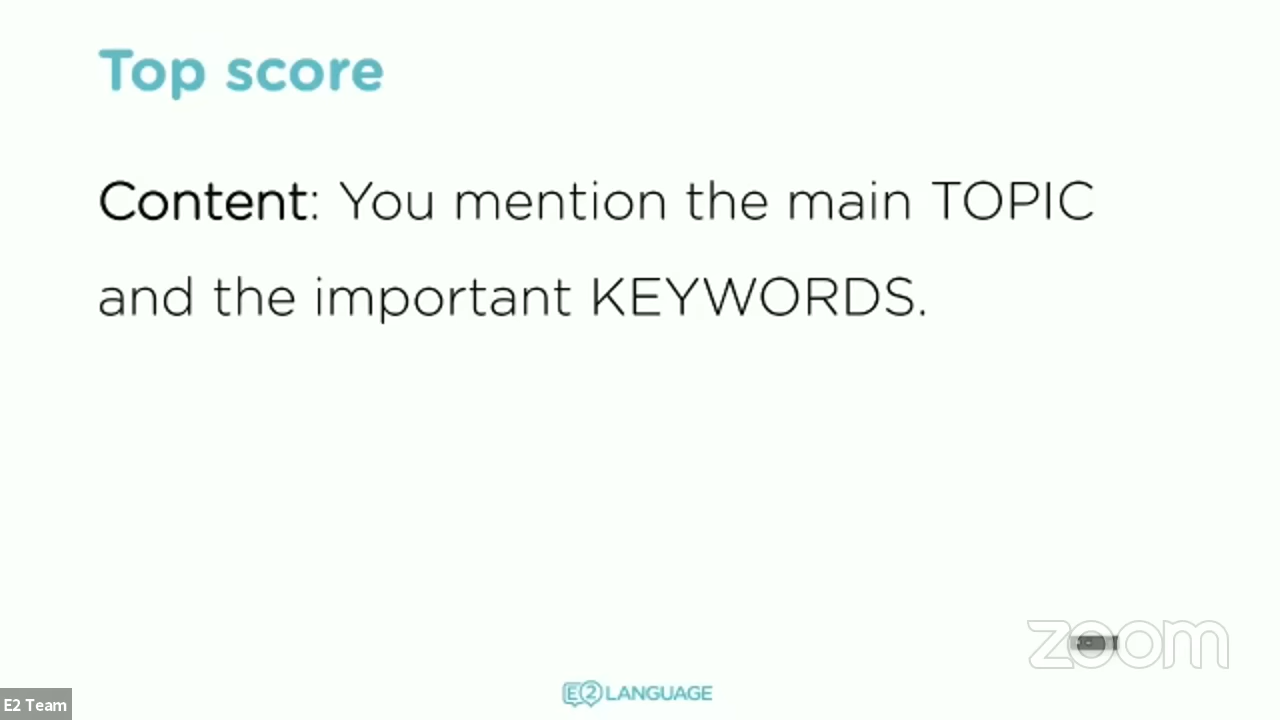 Top score
Content: You mention the main TOPIC
and the important KEYWORDS.
zoom
E2 LANGUAGE
E2 Team